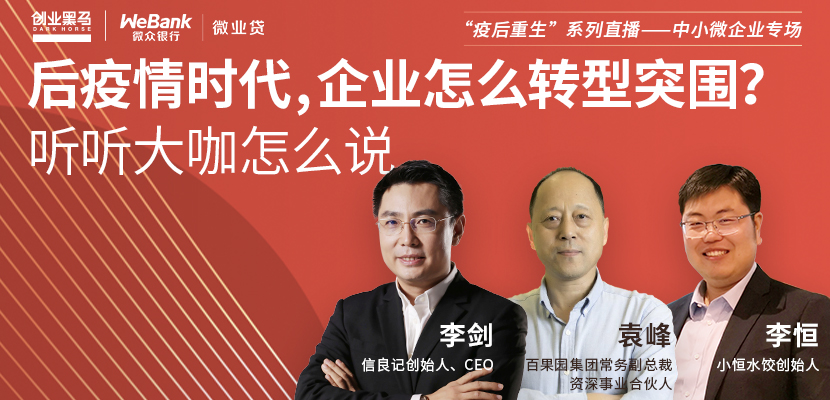 创业黑马
DARK HORSE
WeBank
微众银行
微业贷
“疫后重生”系列直播——中小微企业专场
后疫情时代,企业怎么转型突围?
听听大咖怎么说
李剑
信良记创始人、CEO
袁峰
百果园集团常务副总裁
资深事业合伙人
李恒
小恒水饺创始人